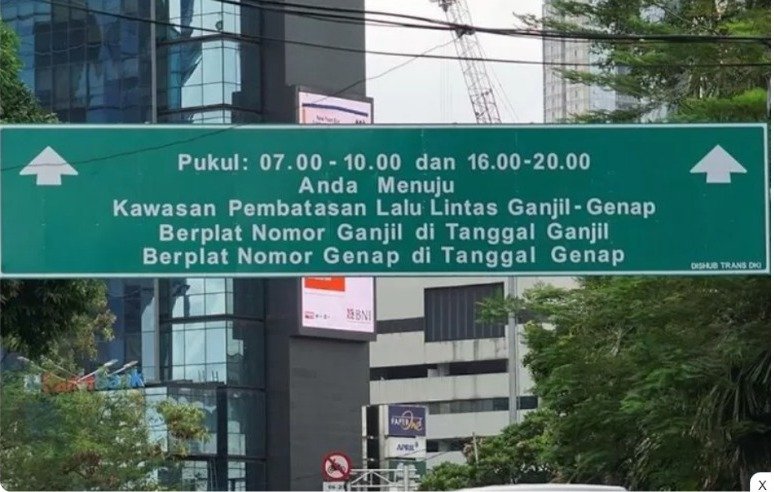 Pukul: 07.00 - 10.00 dan 16.00-20.00
Anda Menuju
Kawasan Pembatasan Lalu Lintas Ganjil-Genap
Berplat Nomor Ganjil di Tanggal Ganjil
Berplat Nomor Genap di Tanggal Genap
DISHUB TRANS DKI
BNI
APRIL
X